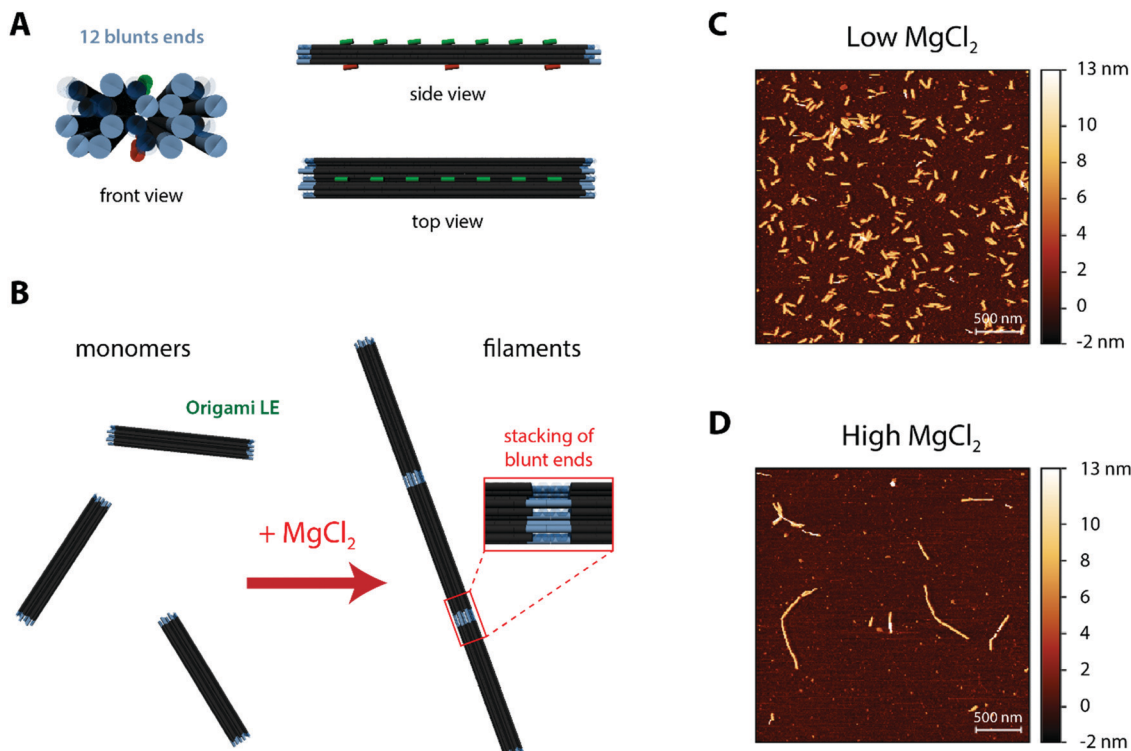 A
12 blunts ends
front view
side view
top view
B
monomers
Origami LE
+ MgCl₂
filaments
stacking of
blunt ends
C
Low MgCl₂
500 nm
13 nm
10
8
6
4
2
0
-2 nm
D
High MgCl₂
500 nm
13 nm
10
8
6
4
2
0
-2 nm